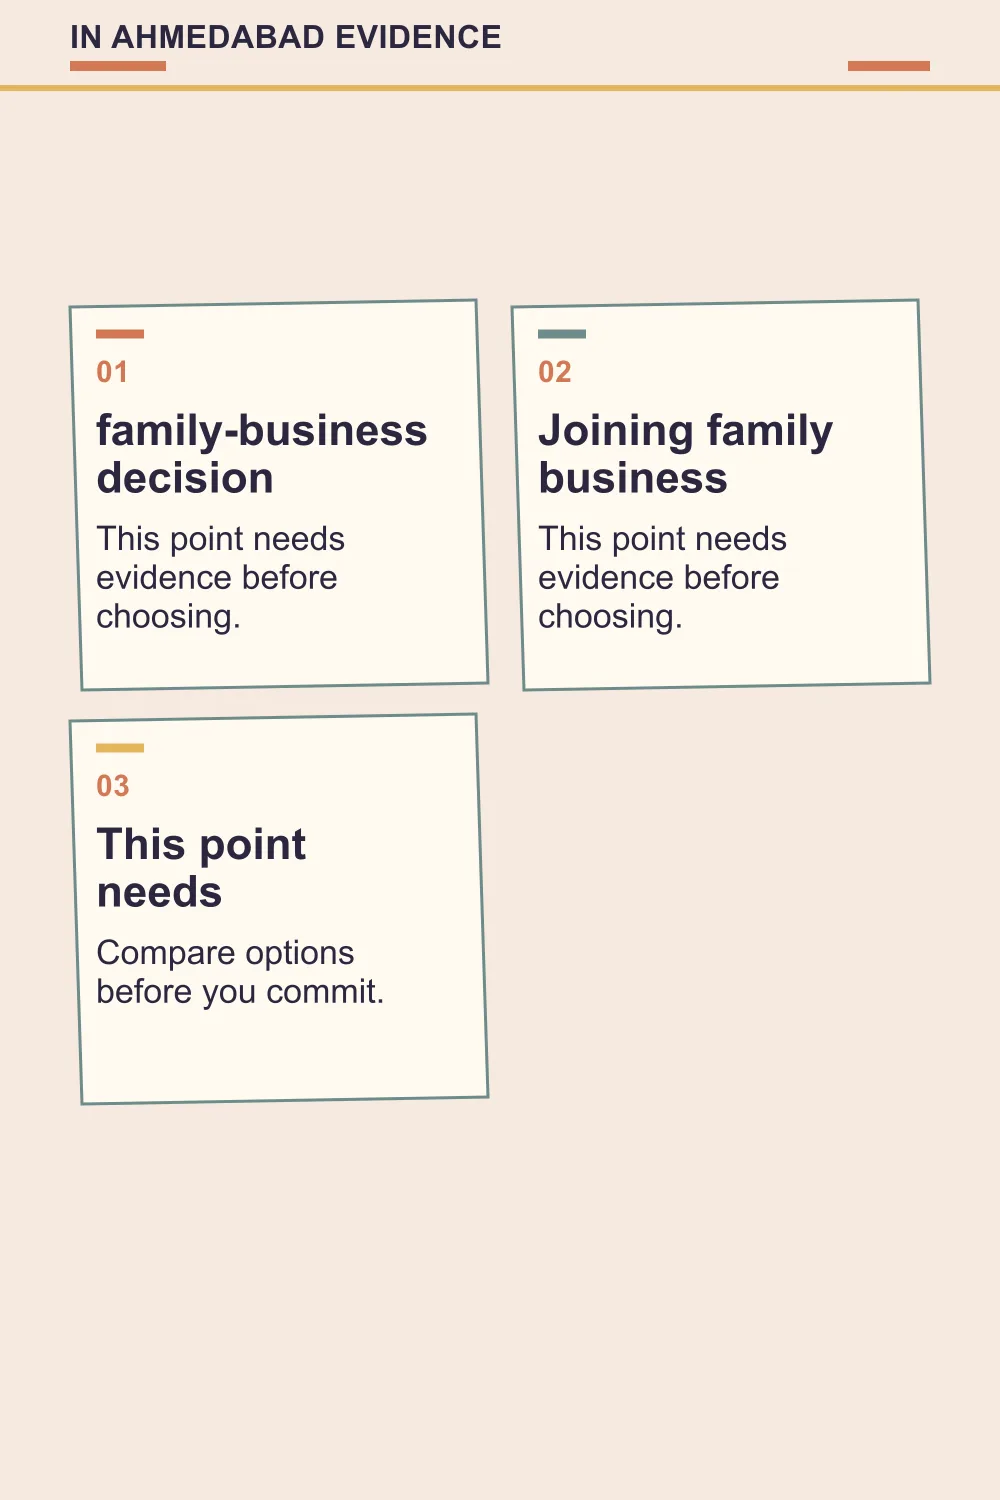 IN AHMEDABAD EVIDENCE
01
family-business
decision
This point needs
evidence before
choosing.
02
Joining family
business
This point needs
evidence before
choosing.
03
This point
needs
Compare options
before you commit.